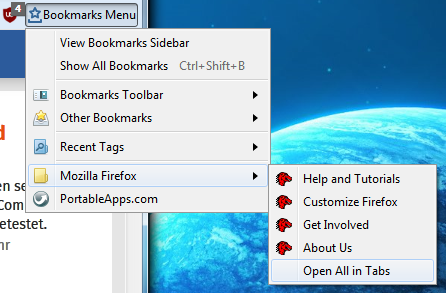 4
Bookmarks Menu
View Bookmarks Sidebar
Show All Bookmarks Ctrl+Shift+B
Bookmarks Toolbar
Other Bookmarks
d
Recent Tags
en se
Mozilla Firefox
Help and Tutorials
Com
PortableApps.com
Customize Firefox
etestet.
Get Involved
hr
About Us
Open All in Tabs